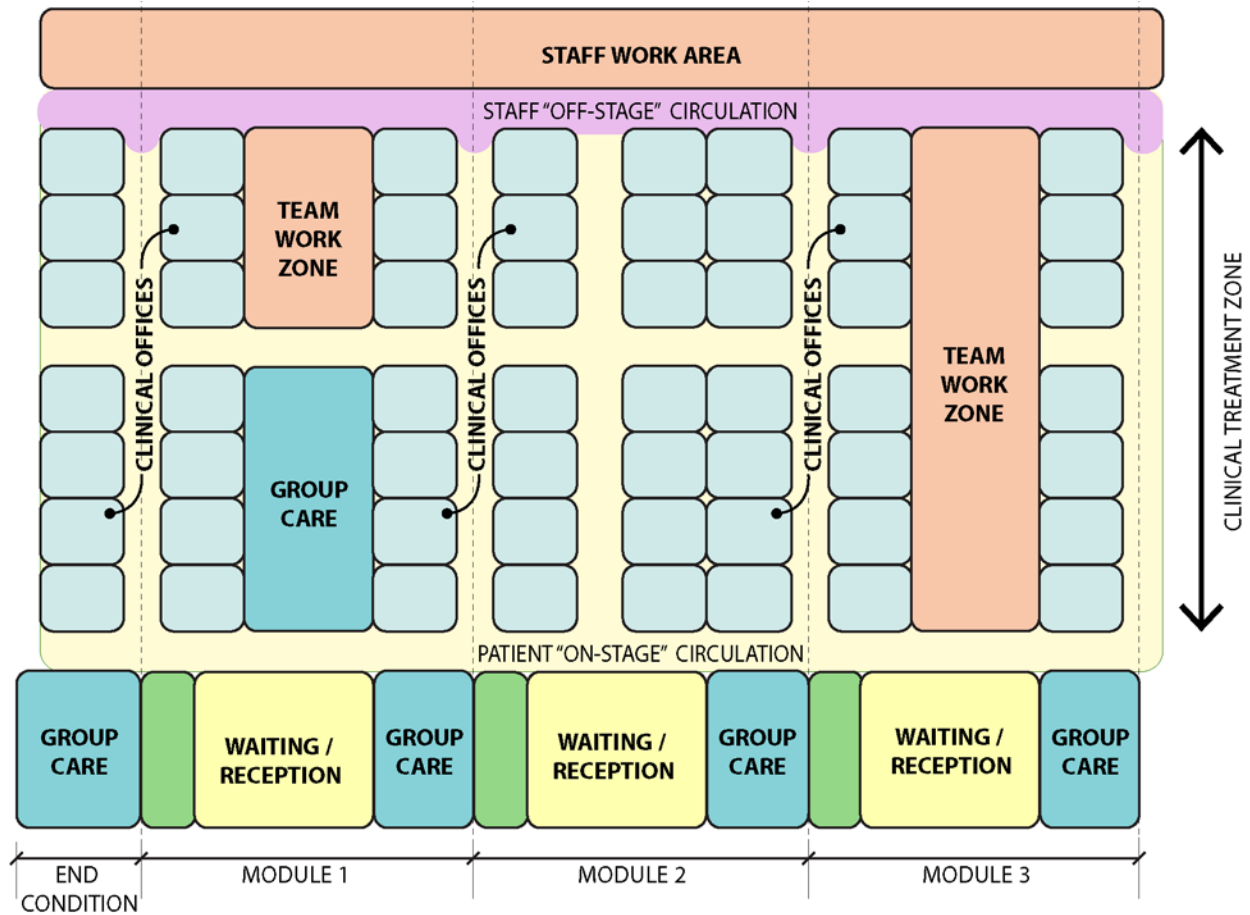 STAFF WORK AREA
STAFF “OFF-STAGE” CIRCULATION
TEAM
WORK
ZONE
CLINICAL OFFICES
CLINICAL OFFICES
CLINICAL OFFICES
TEAM
WORK
ZONE
CLINICAL TREATMENT ZONE
GROUP
CARE
PATIENT “ON-STAGE” CIRCULATION
GROUP
CARE
WAITING /
RECEPTION
GROUP
CARE
WAITING /
RECEPTION
GROUP
CARE
WAITING /
RECEPTION
GROUP
CARE
END
CONDITION
MODULE 1
MODULE 2
MODULE 3